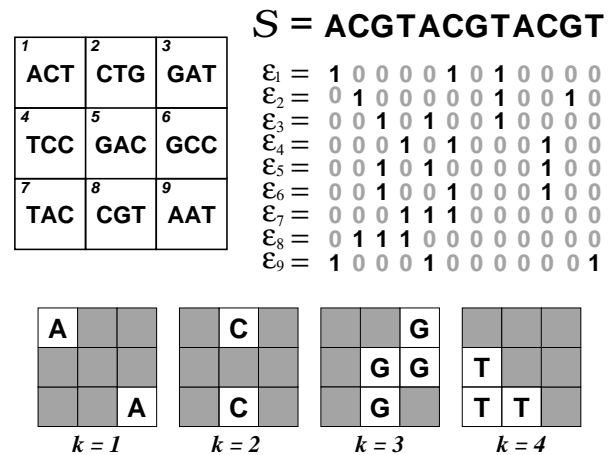 S = ACGTACGTACGT
1 2 3
ACT CTG GAT
4 5 6
TCC GAC GCC
7 8 9
TAC CGT AAT
ε1 = 1 0 0 0 0 1 0 1 0 0 0 0
ε2 = 0 1 0 0 0 0 0 1 0 0 1 0
ε3 = 0 0 1 0 1 0 0 1 0 0 0 0
ε4 = 0 0 0 1 0 1 0 0 0 1 0 0
ε5 = 0 0 1 0 1 0 0 0 0 1 0 0
ε6 = 0 0 1 0 0 1 0 0 0 1 0 0
ε7 = 0 0 0 1 1 1 0 0 0 0 0 0
ε8 = 0 1 1 1 0 0 0 0 0 0 0 0
ε9 = 1 0 0 0 1 0 0 0 0 0 0 1
A
A
k = 1
C
C
k = 2
G
G G
G
k = 3
T
T T
k = 4